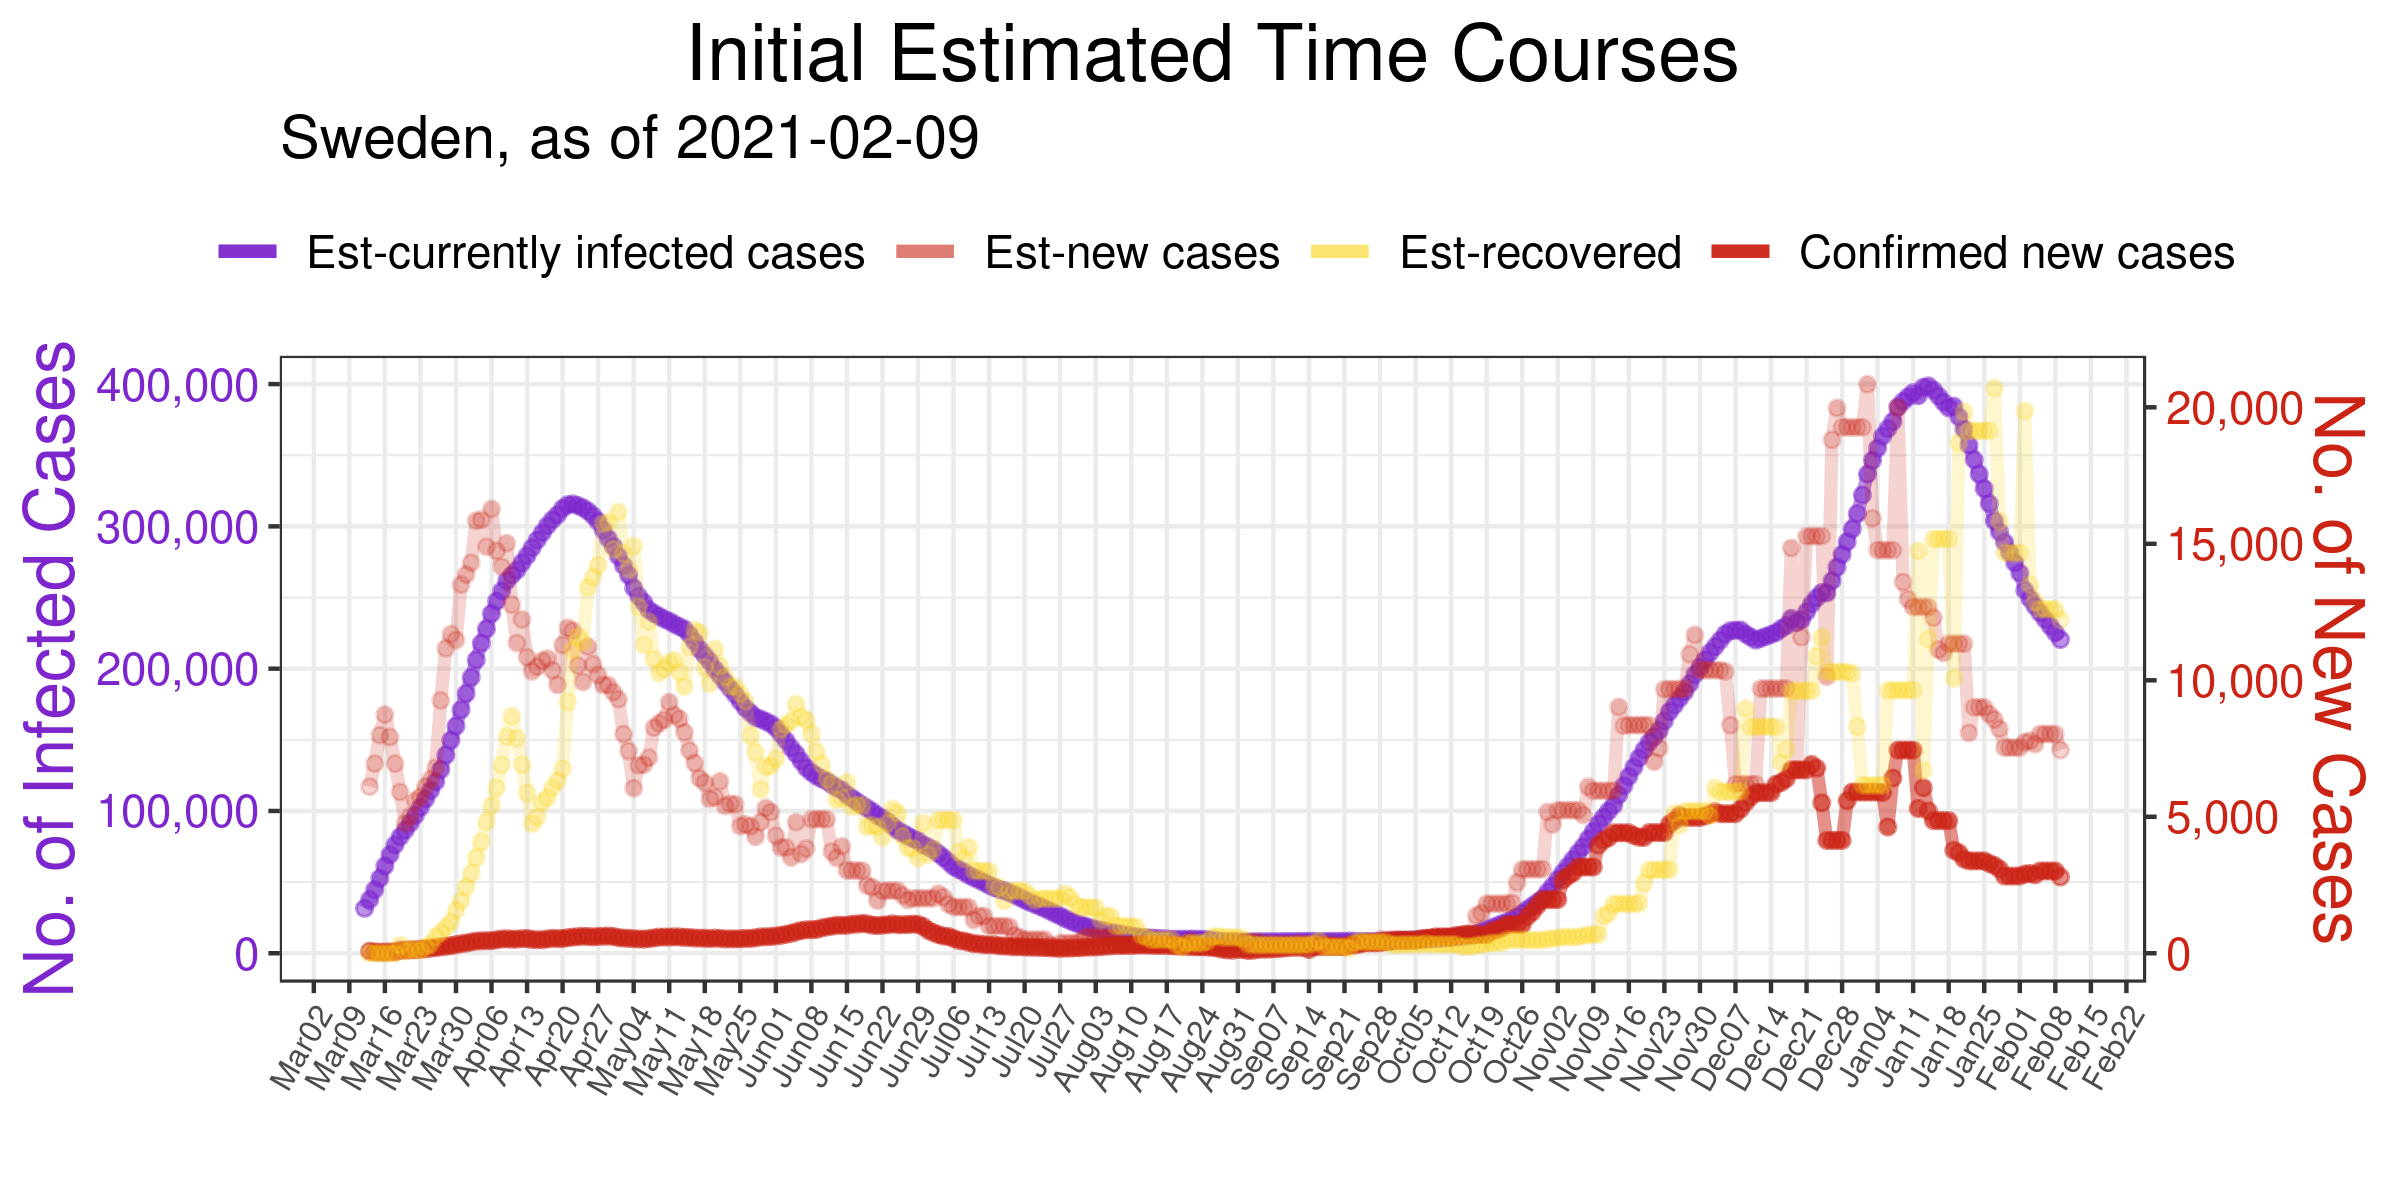 Initial Estimated Time Courses
Sweden, as of 2021-02-09
Est-currently infected cases Est-new cases Est-recovered Confirmed new cases
No. of Infected Cases
400,000
300,000
200,000
100,000
0
20,000
15,000
10,000
5,000
0
No. of New Cases
Mar02 Mar09 Mar16 Mar23 Mar30 Apr06 Apr13 Apr20 Apr27 May04 May11 May18 May25 Jun01 Jun08 Jun15 Jun22 Jun29 Jul06 Jul13 Jul20 Jul27 Aug03 Aug10 Aug17 Aug24 Aug31 Sep07 Sep14 Sep21 Sep28 Oct05 Oct12 Oct19 Oct26 Nov02 Nov09 Nov16 Nov23 Nov30 Dec07 Dec14 Dec21 Dec28 Jan04 Jan11 Jan18 Jan25 Feb01 Feb08 Feb15 Feb22